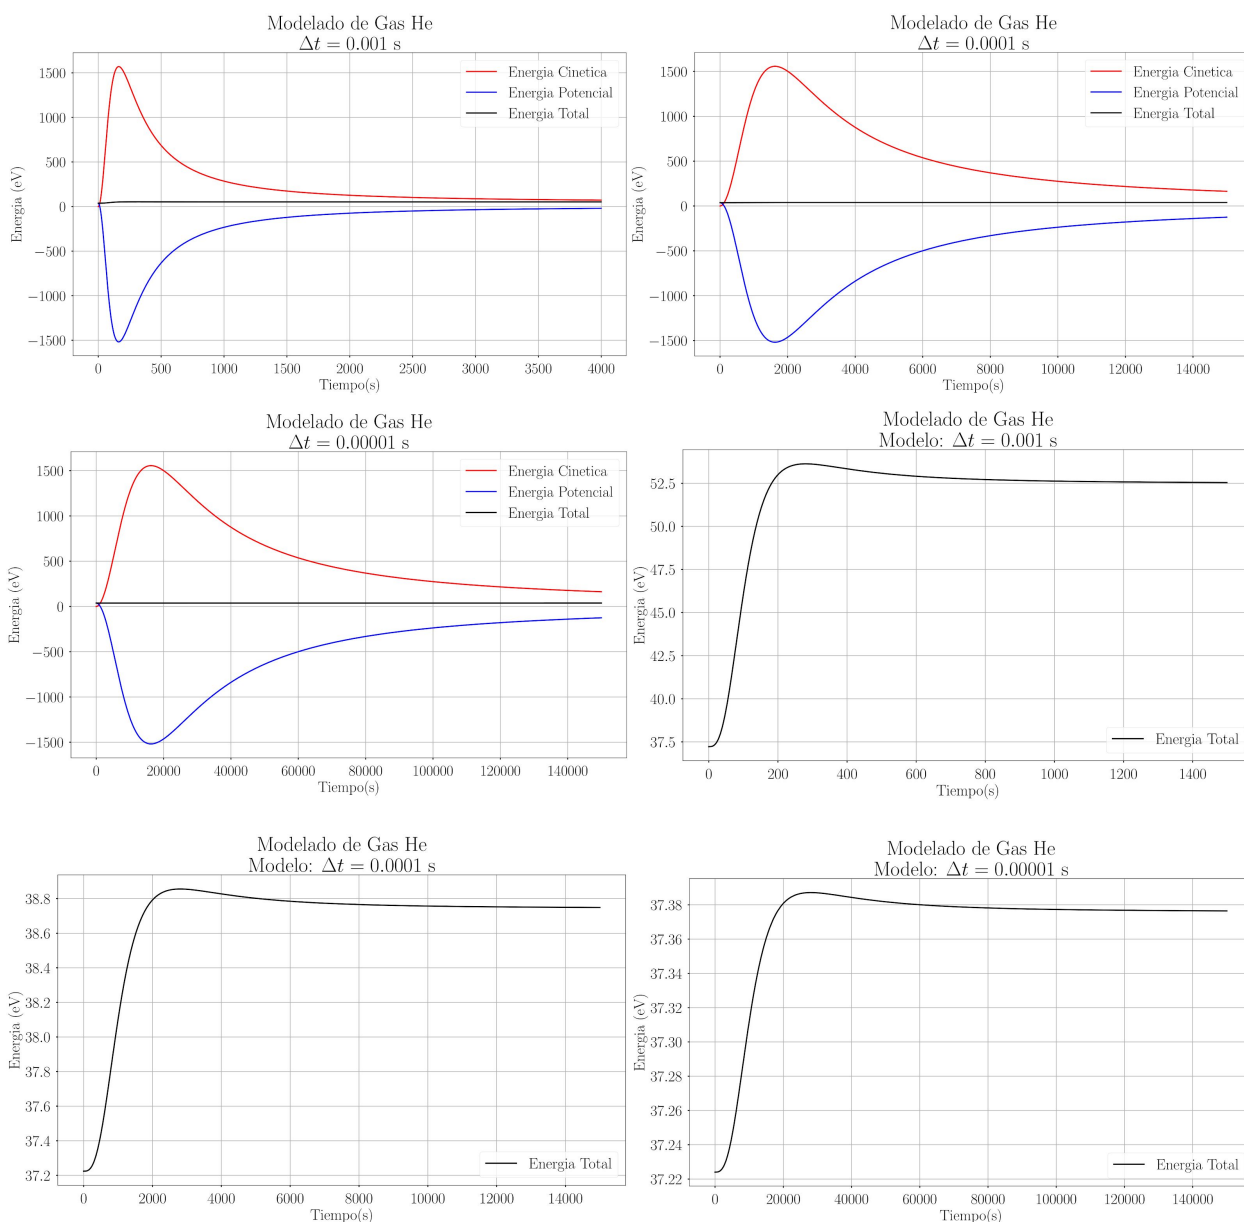 Modelado de Gas He
Δt = 0.001 s
Energia Cinetica
Energia Potencial
Energia Total
Energia (eV)
1500
1000
500
0
−500
−1000
−1500
0 500 1000 1500 2000 2500 3000 3500 4000
Tiempo(s)
Modelado de Gas He
Δt = 0.0001 s
Energia Cinetica
Energia Potencial
Energia Total
Energia (eV)
1500
1000
500
0
−500
−1000
−1500
0 2000 4000 6000 8000 10000 12000 14000
Tiempo(s)
Modelado de Gas He
Δt = 0.00001 s
Energia Cinetica
Energia Potencial
Energia Total
Energia (eV)
1500
1000
500
0
−500
−1000
−1500
0 20000 40000 60000 80000 100000 120000 140000
Tiempo(s)
Modelado de Gas He
Modelo: Δt = 0.001 s
Energia (eV)
52.5
50.0
47.5
45.0
42.5
40.0
37.5
Energia Total
0 200 400 600 800 1000 1200 1400
Tiempo(s)
Modelado de Gas He
Modelo: Δt = 0.0001 s
Energia (eV)
38.8
38.6
38.4
38.2
38.0
37.8
37.6
37.4
37.2
Energia Total
0 2000 4000 6000 8000 10000 12000 14000
Tiempo(s)
Modelado de Gas He
Modelo: Δt = 0.00001 s
Energia (eV)
37.38
37.36
37.34
37.32
37.30
37.28
37.26
37.24
37.22
Energia Total
0 20000 40000 60000 80000 100000 120000 140000
Tiempo(s)